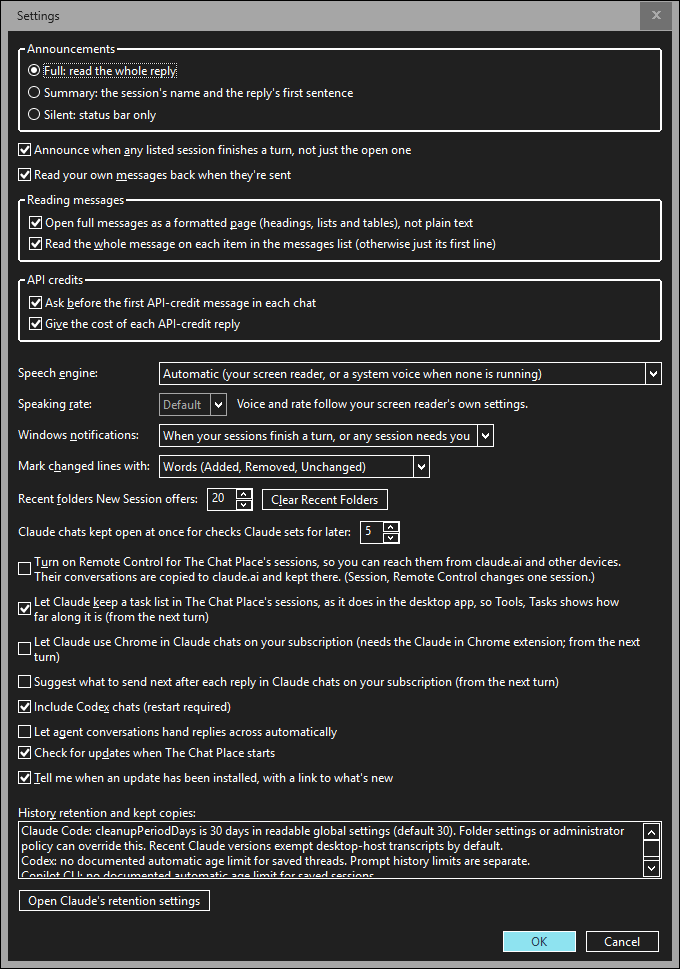 Settings
Announcements
Full: read the whole reply
Summary: the session's name and the reply's first sentence
Silent: status bar only
Announce when any listed session finishes a turn, not just the open one
Read your own messages back when they're sent
Reading messages
Open full messages as a formatted page (headings, lists and tables), not plain text
Read the whole message on each item in the messages list (otherwise just its first line)
API credits
Ask before the first API-credit message in each chat
Give the cost of each API-credit reply
Speech engine:
Automatic (your screen reader, or a system voice when none is running)
Speaking rate:
Default
Voice and rate follow your screen reader's own settings.
Windows notifications:
When your sessions finish a turn, or any session needs you
Mark changed lines with:
Words (Added, Removed, Unchanged)
Recent folders New Session offers:
20
Clear Recent Folders
Claude chats kept open at once for checks Claude sets for later:
5
Turn on Remote Control for The Chat Place's sessions, so you can reach them from claude.ai and other devices.
Their conversations are copied to claude.ai and kept there. (Session, Remote Control changes one session.)
Let Claude keep a task list in The Chat Place's sessions, as it does in the desktop app, so Tools, Tasks shows how
far along it is (from the next turn)
Let Claude use Chrome in Claude chats on your subscription (needs the Claude in Chrome extension; from the next
turn)
Suggest what to send next after each reply in Claude chats on your subscription (from the next turn)
Include Codex chats (restart required)
Let agent conversations hand replies across automatically
Check for updates when The Chat Place starts
Tell me when an update has been installed, with a link to what's new
History retention and kept copies:
Claude Code: cleanupPeriodDays is 30 days in readable global settings (default 30). Folder settings or administrator
policy can override this. Recent Claude versions exempt desktop-host transcripts by default.
Codex: no documented automatic age limit for saved threads. Prompt history limits are separate.
Copilot CLI: no documented automatic age limit for saved sessions.
Open Claude's retention settings
OK
Cancel